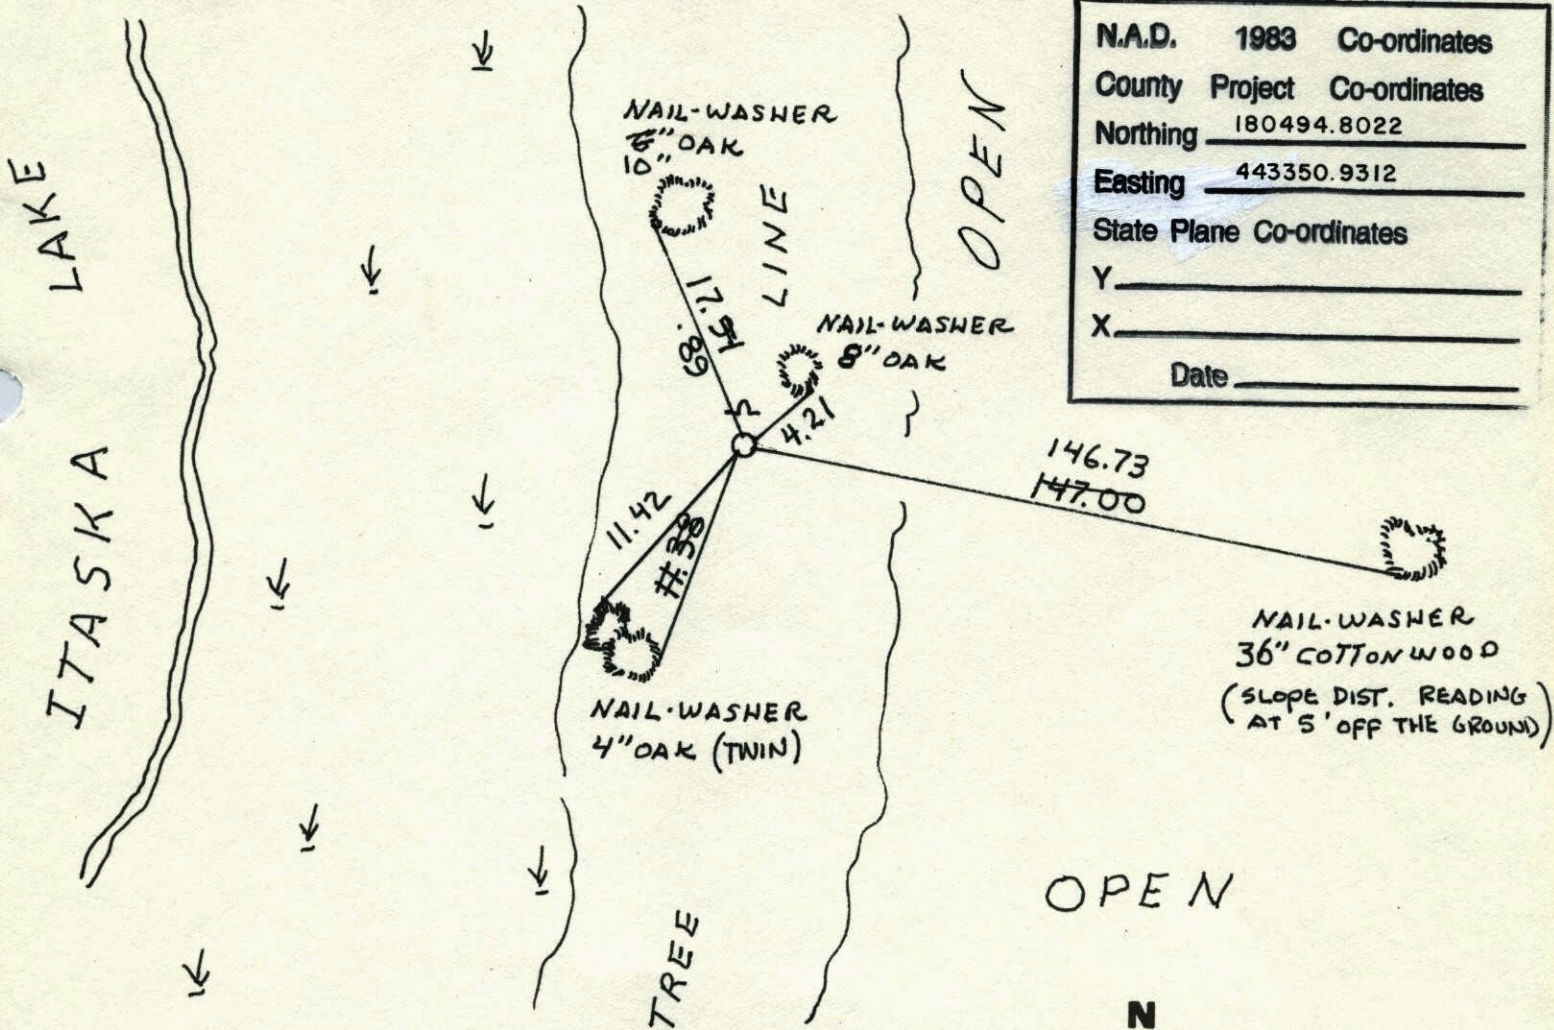 N.A.D. 1983 Co-ordinates
County Project Co-ordinates
Northing 180494.8022
Easting 443350.9312
State Plane Co-ordinates
Y
X
Date
LAKE
ITASKA
NAIL-WASHER
6" OAK
10"
LINE
OPEN
17.54
.68
NAIL-WASHER
8" OAK
4.21
146.73
147.00
11.42
11.38
NAIL-WASHER
36" COTTONWOOD
(SLOPE DIST. READING
AT 5' OFF THE GROUND)
NAIL-WASHER
4" OAK (TWIN)
OPEN
TREE
N